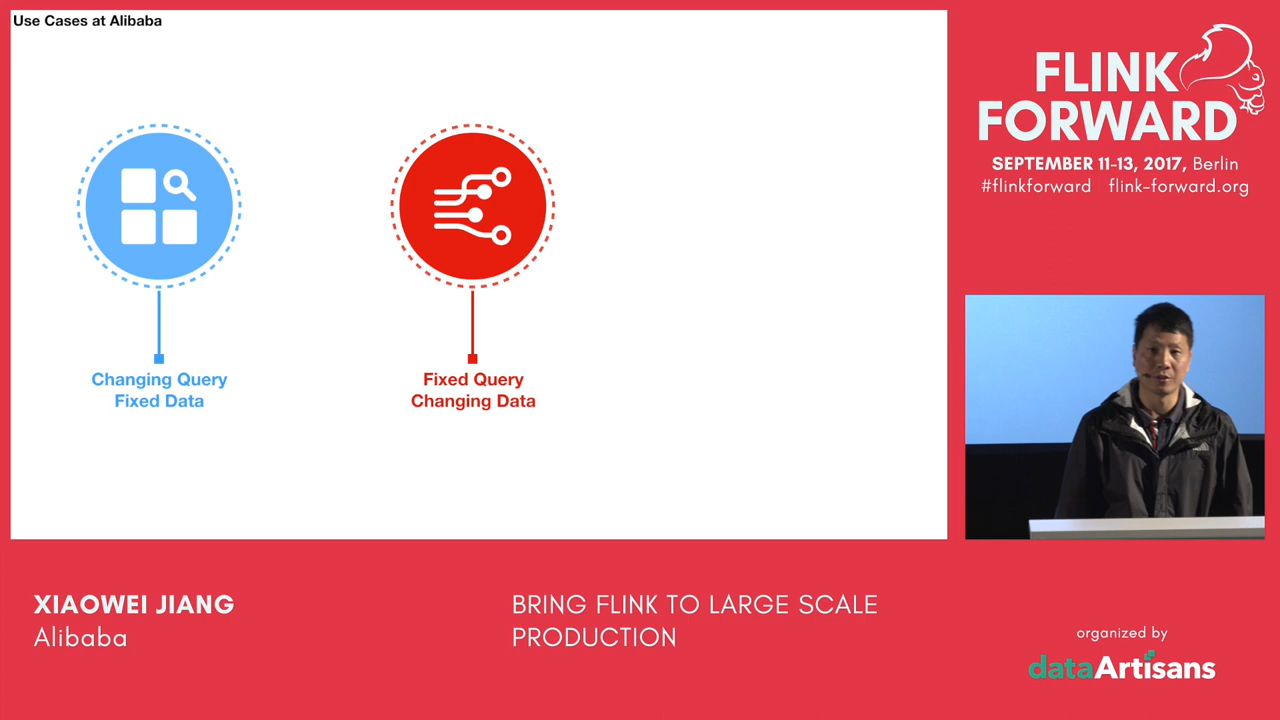 Use Cases at Alibaba
Changing Query
Fixed Data
Fixed Query
Changing Data
FLINK
FORWARD
SEPTEMBER 11-13, 2017, Berlin
#flinkforward flink-forward.org
XIAOWEI JIANG
Alibaba
BRING FLINK TO LARGE SCALE
PRODUCTION
organized by
dataArtisans